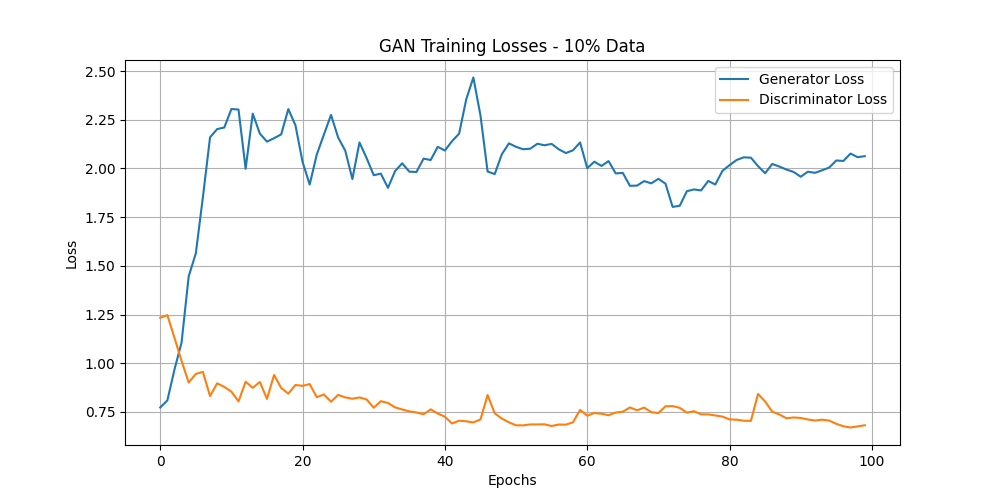 GAN Training Losses - 10% Data
Generator Loss
Discriminator Loss
2.50
2.25
2.00
1.75
1.50
1.25
1.00
0.75
Loss
0 20 40 60 80 100
Epochs